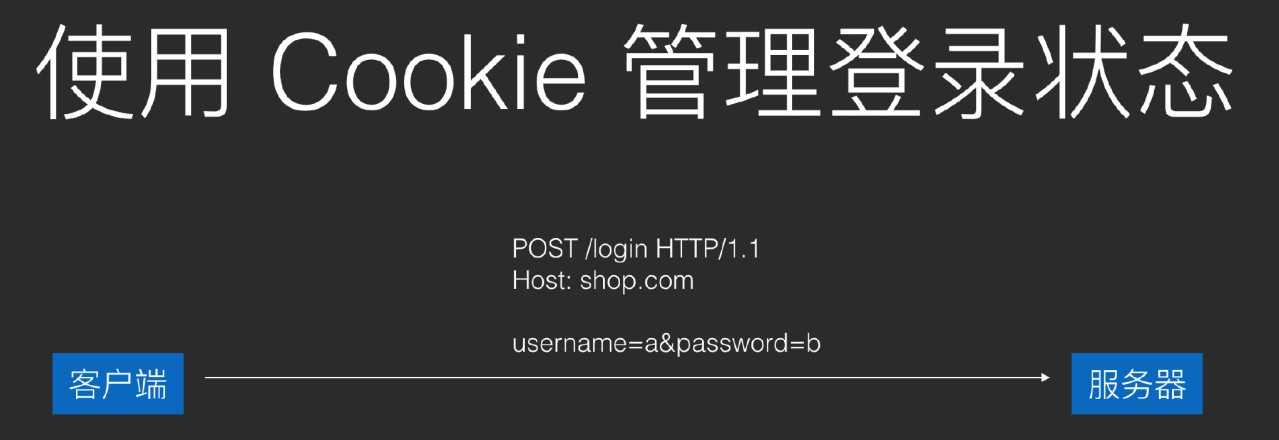 使用 Cookie 管理登录状态
POST /login HTTP/1.1
Host: shop.com
username=a&password=b
客户端
服务器